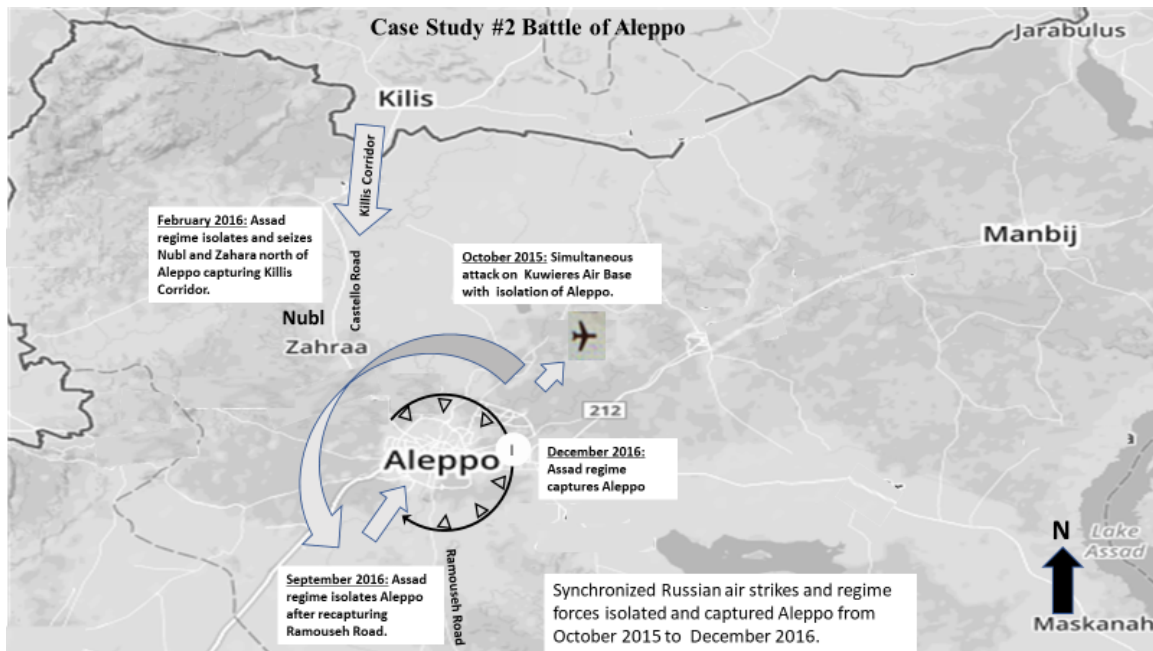 Case Study #2 Battle of Aleppo
Jarabulus
Kilis
Killis Corridor
February 2016: Assad
regime isolates and seizes
Nubl and Zahara north of
Aleppo capturing Killis
Corridor.
October 2015: Simultaneous
attack on Kuwieres Air Base
with isolation of Aleppo.
Manbij
Castello Road
Nubl
Zahraa
212
Aleppo
I
December 2016:
Assad regime
captures Aleppo
September 2016: Assad
regime isolates Aleppo
after recapturing
Ramouseh Road.
Ramouseh Road
Synchronized Russian air strikes and regime
forces isolated and captured Aleppo from
October 2015 to December 2016.
N
Lake
Assad
Maskanah